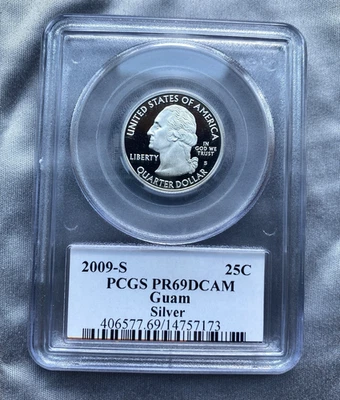 UNITED STATES OF AMERICA
LIBERTY
IN
GOD WE
TRUST
S
QUARTER DOLLAR
2009-S 25C
PCGS PR69DCAM
Guam
Silver
406577.69/14757173